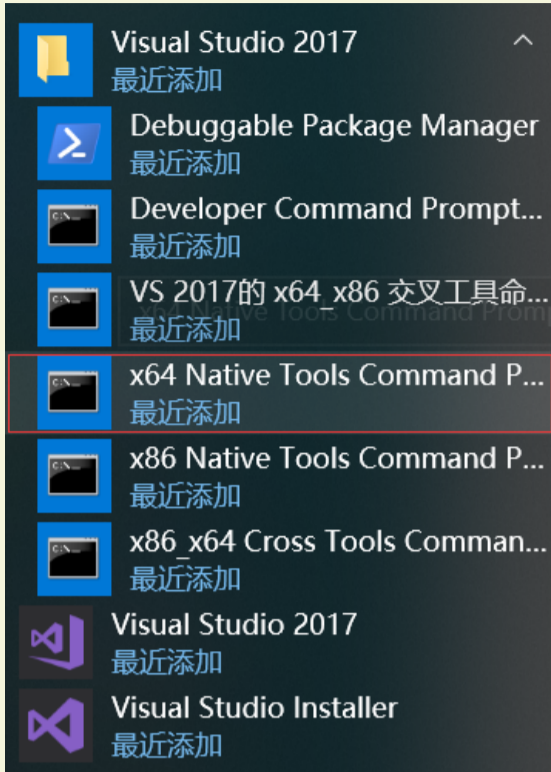 Visual Studio 2017
最近添加
Debuggable Package Manager
最近添加
Developer Command Prompt...
最近添加
VS 2017的 x64_x86 交叉工具命...
最近添加
x64 Native Tools Command P...
最近添加
x86 Native Tools Command P...
最近添加
x86_x64 Cross Tools Comman...
最近添加
Visual Studio 2017
最近添加
Visual Studio Installer
最近添加